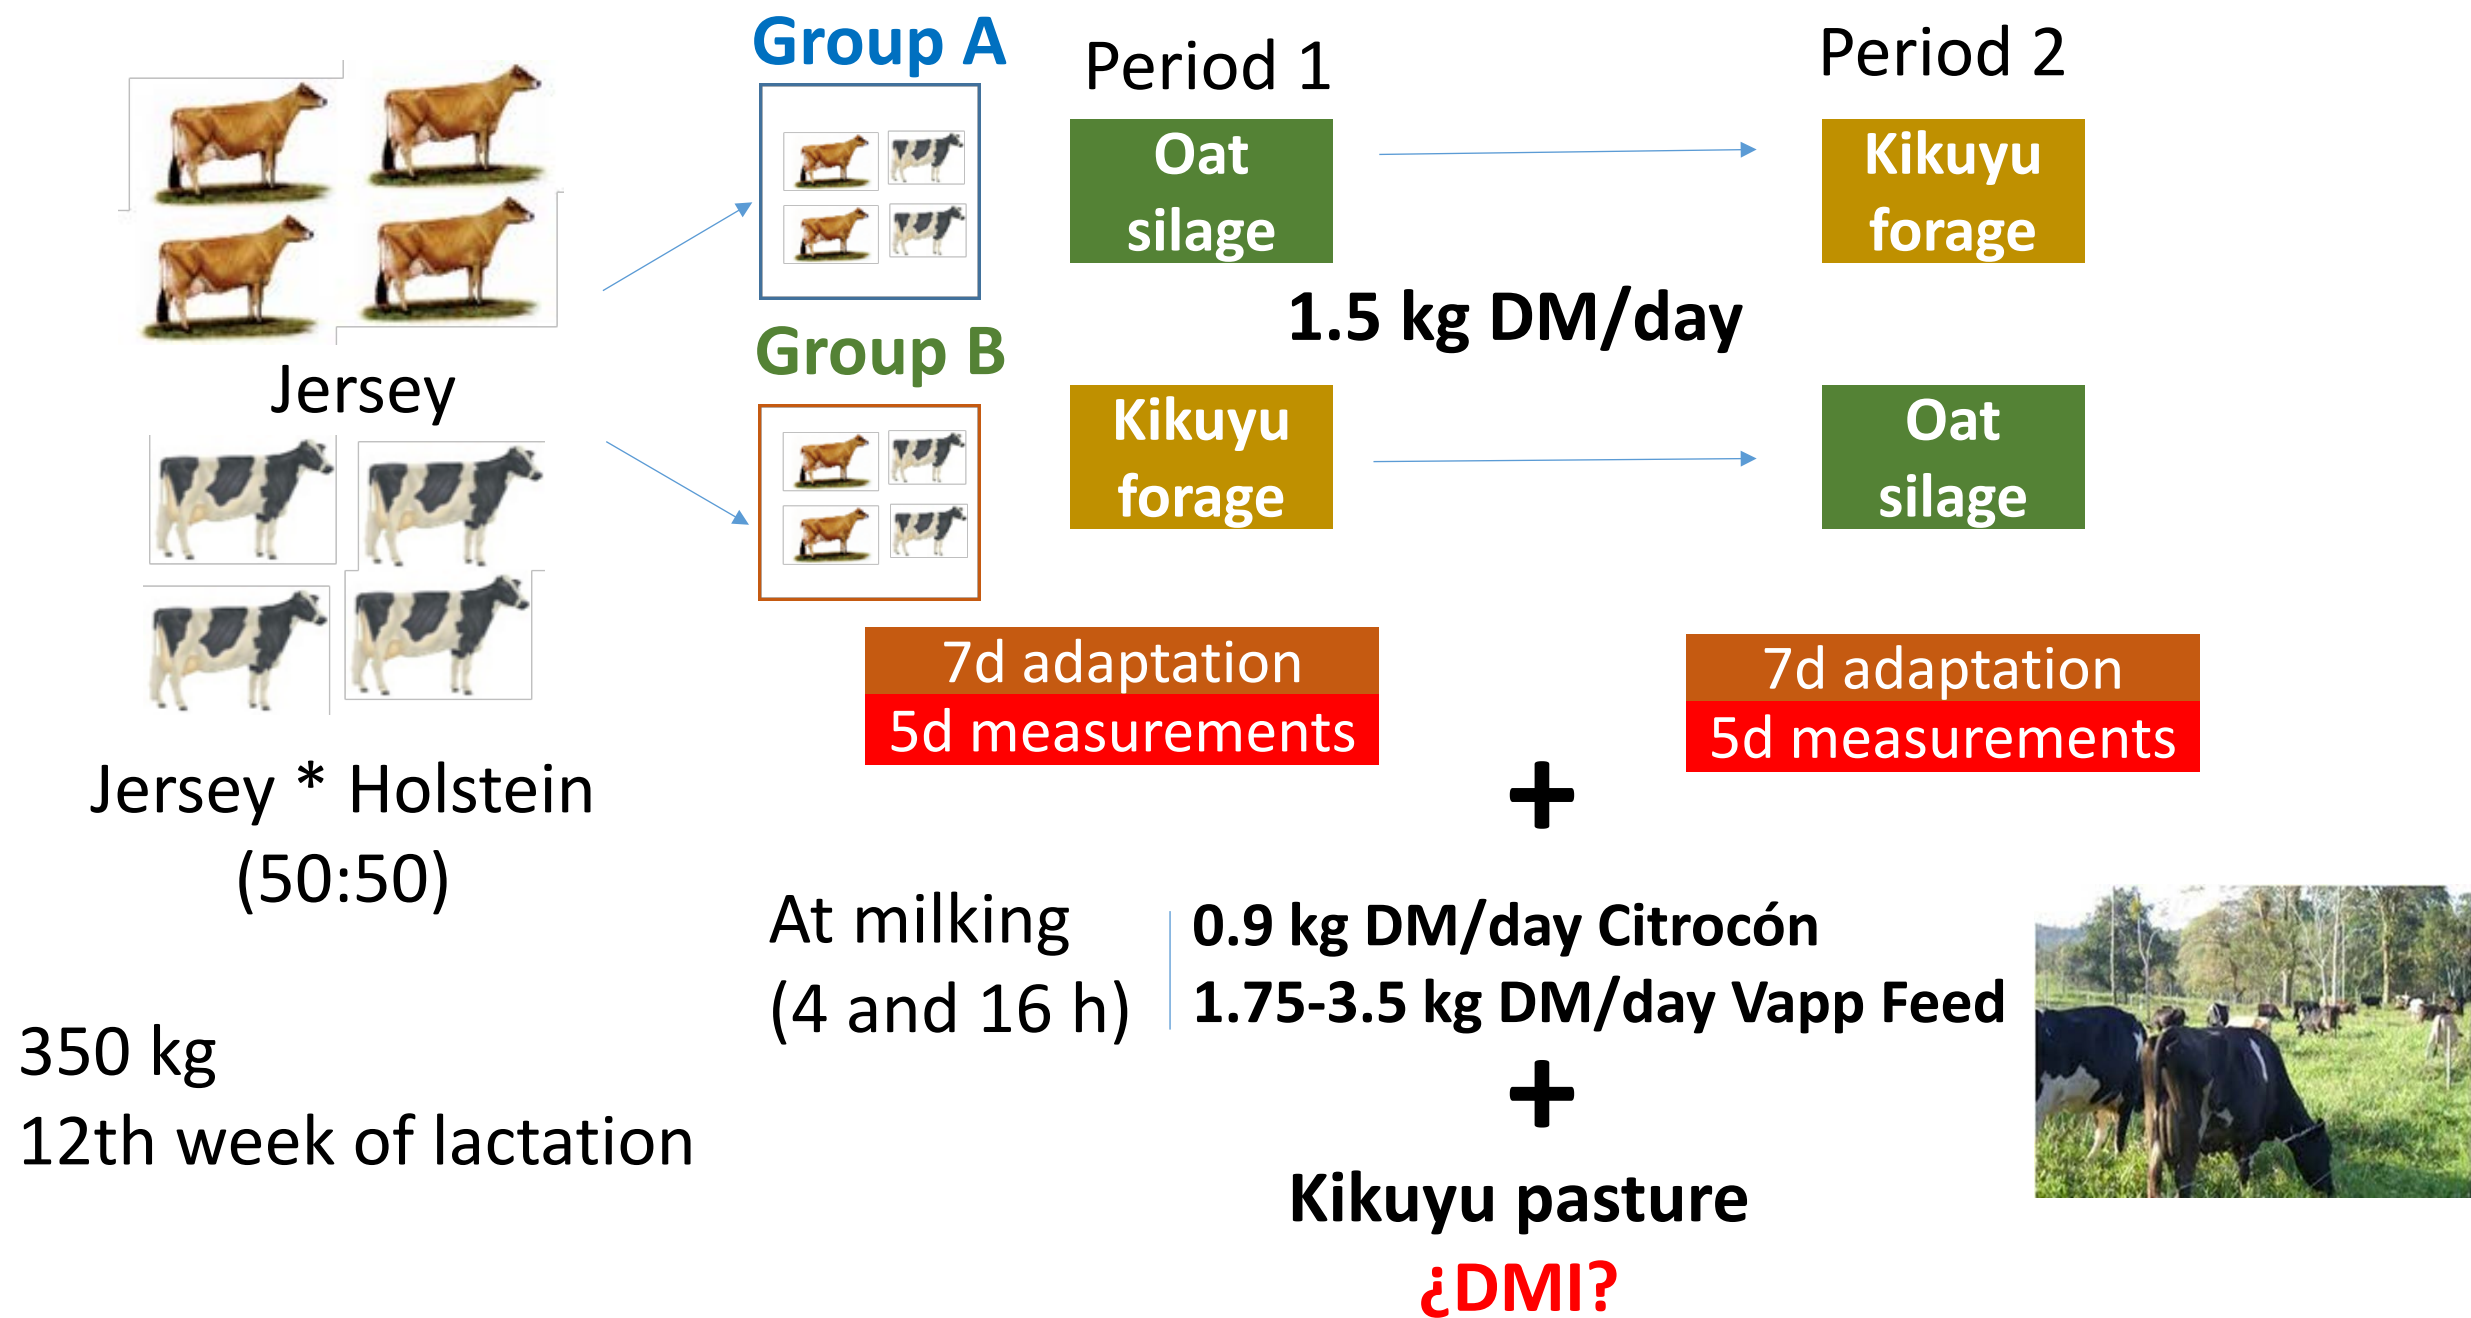 Group A
Period 1
Period 2
Oat
silage
Kikuyu
forage
1.5 kg DM/day
Group B
Kikuyu
forage
Oat
silage
Jersey
7d adaptation
5d measurements
7d adaptation
5d measurements
Jersey * Holstein
(50:50)
+
At milking
(4 and 16 h)
0.9 kg DM/day Citrocón
1.75-3.5 kg DM/day Vapp Feed
350 kg
12th week of lactation
+
Kikuyu pasture
¿DMI?